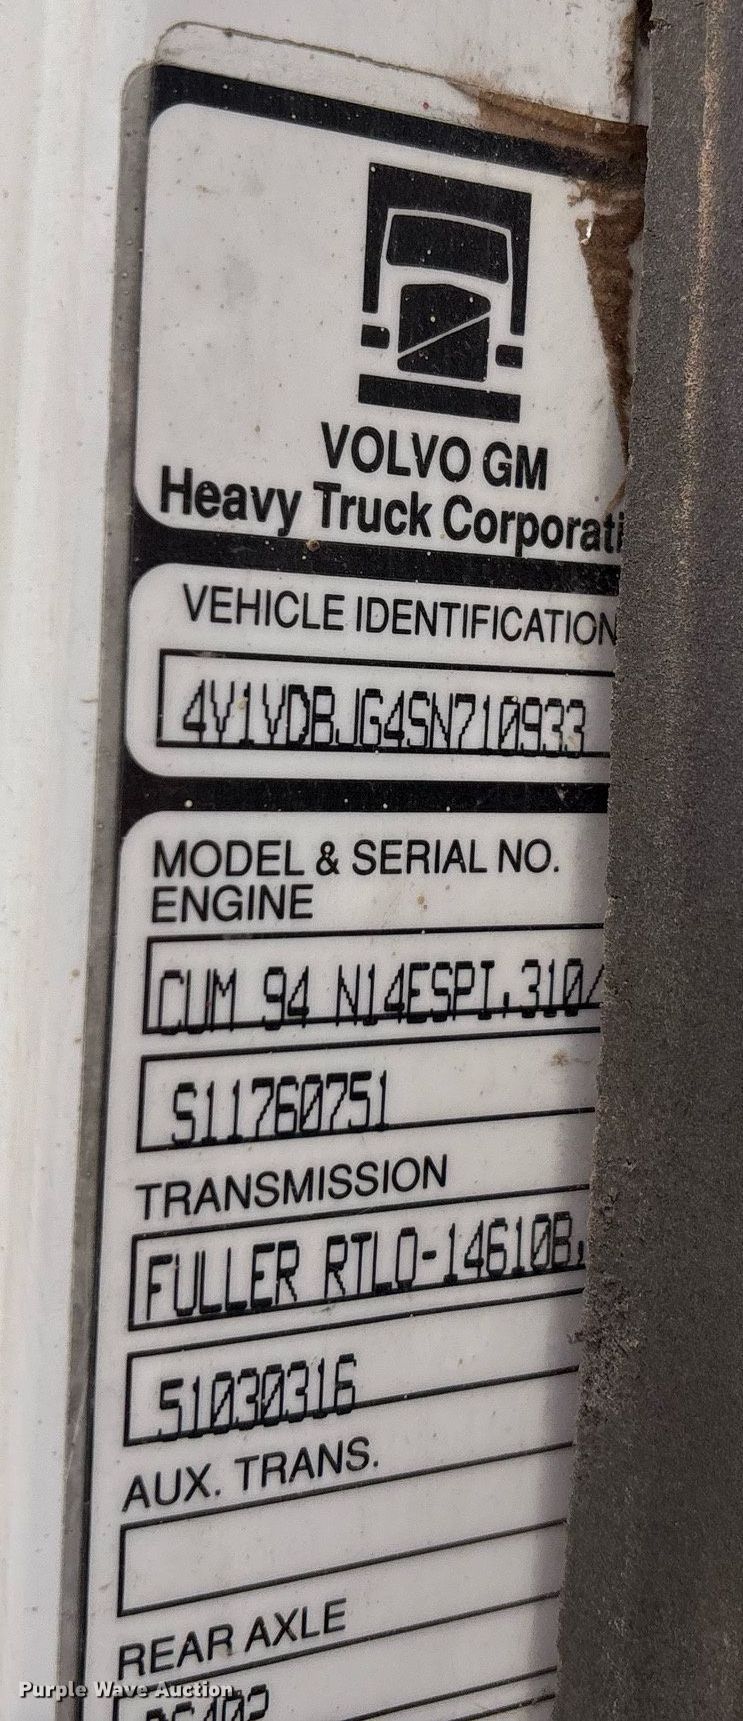 VOLVO GM
Heavy Truck Corporati
VEHICLE IDENTIFICATION
4V1VDBJG4SN710933
MODEL & SERIAL NO.
ENGINE
CUM 94 N14ESPI,310/
S11760751
TRANSMISSION
FULLER RTLO-14610B,
S1030316
AUX. TRANS.
REAR AXLE
Purple Wave Auction